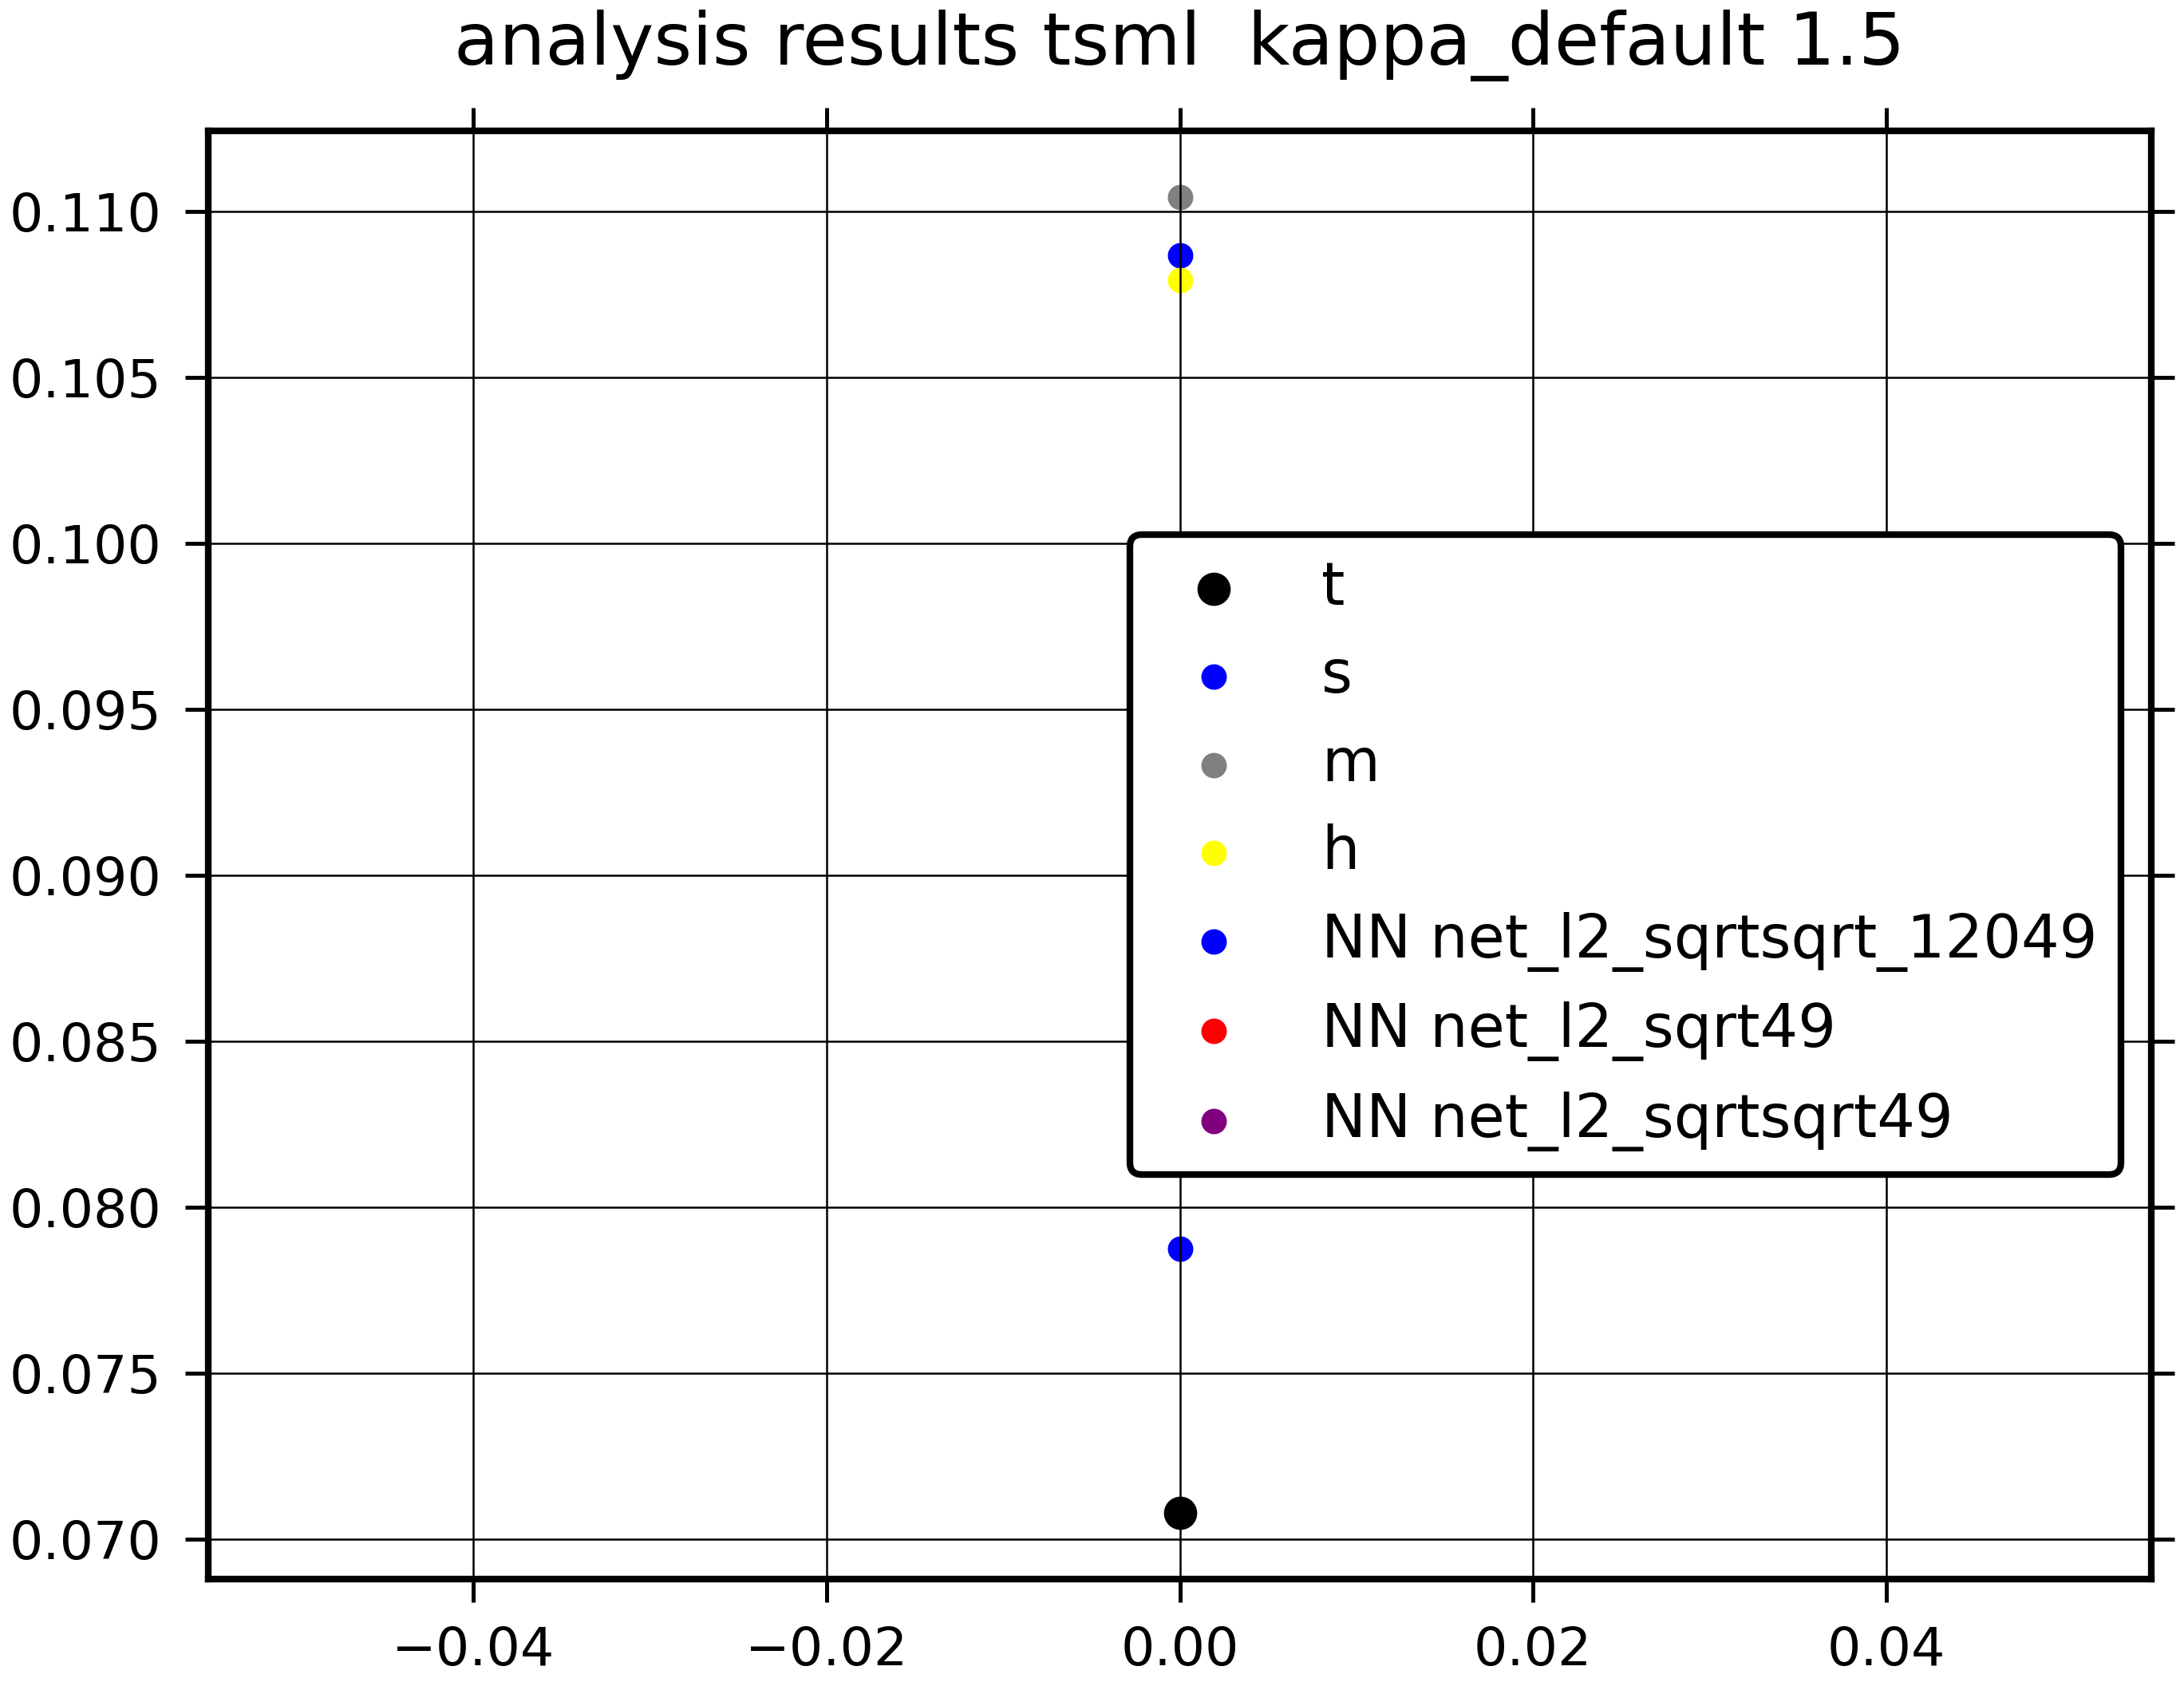 analysis results tsml  kappa_default 1.5
0.110
0.105
0.100
0.095
0.090
0.085
0.080
0.075
0.070
t
s
m
h
NN net_l2_sqrtsqrt_12049
NN net_l2_sqrt49
NN net_l2_sqrtsqrt49
−0.04
−0.02
0.00
0.02
0.04